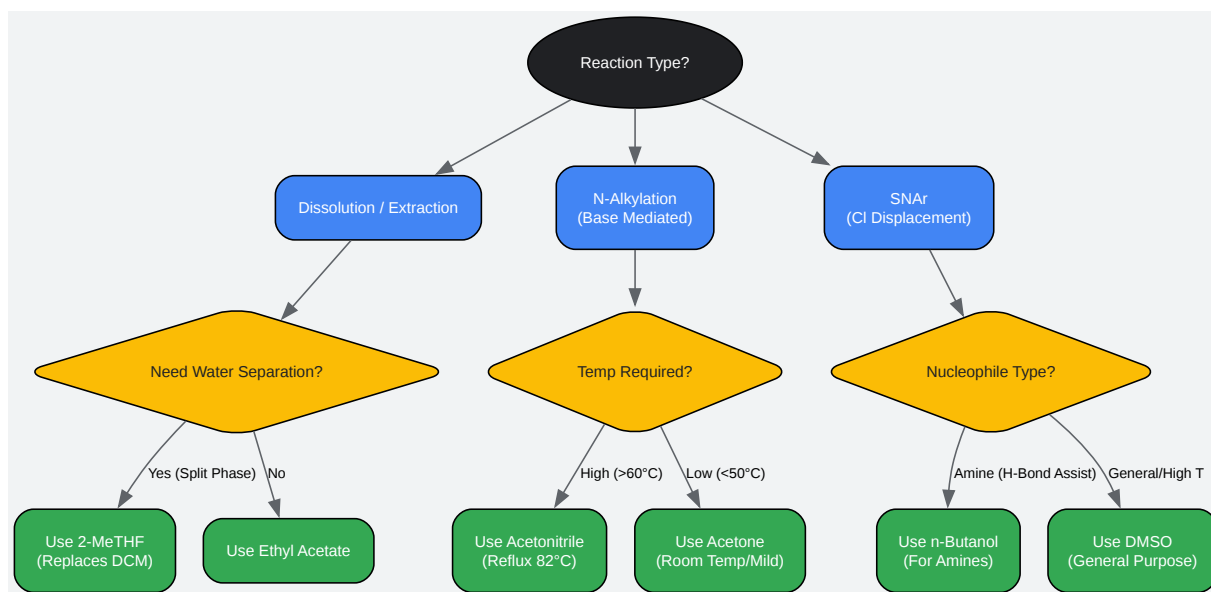 Reaction Type?
Dissolution / Extraction
N-Alkylation
(Base Mediated)
SNAr
(Cl Displacement)
Need Water Separation?
Temp Required?
Nucleophile Type?
Yes (Split Phase)
No
High (>60°C)
Low (<50°C)
Amine (H-Bond Assist)
General/High T
Use 2-MeTHF
(Replaces DCM)
Use Ethyl Acetate
Use Acetonitrile
(Reflux 82°C)
Use Acetone
(Room Temp/Mild)
Use n-Butanol
(For Amines)
Use DMSO
(General Purpose)